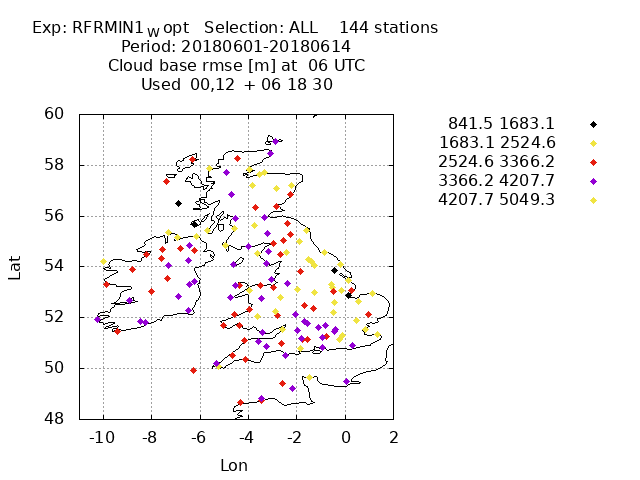 Exp: RFRMIN1_W opt Selection: ALL 144 stations
Period: 20180601-20180614
Cloud base rmse [m] at 06 UTC
Used 00,12 + 06 18 30
841.5 1683.1
1683.1 2524.6
2524.6 3366.2
3366.2 4207.7
4207.7 5049.3
60
58
56
54
52
50
48
Lat
-10 -8 -6 -4 -2 0 2
Lon